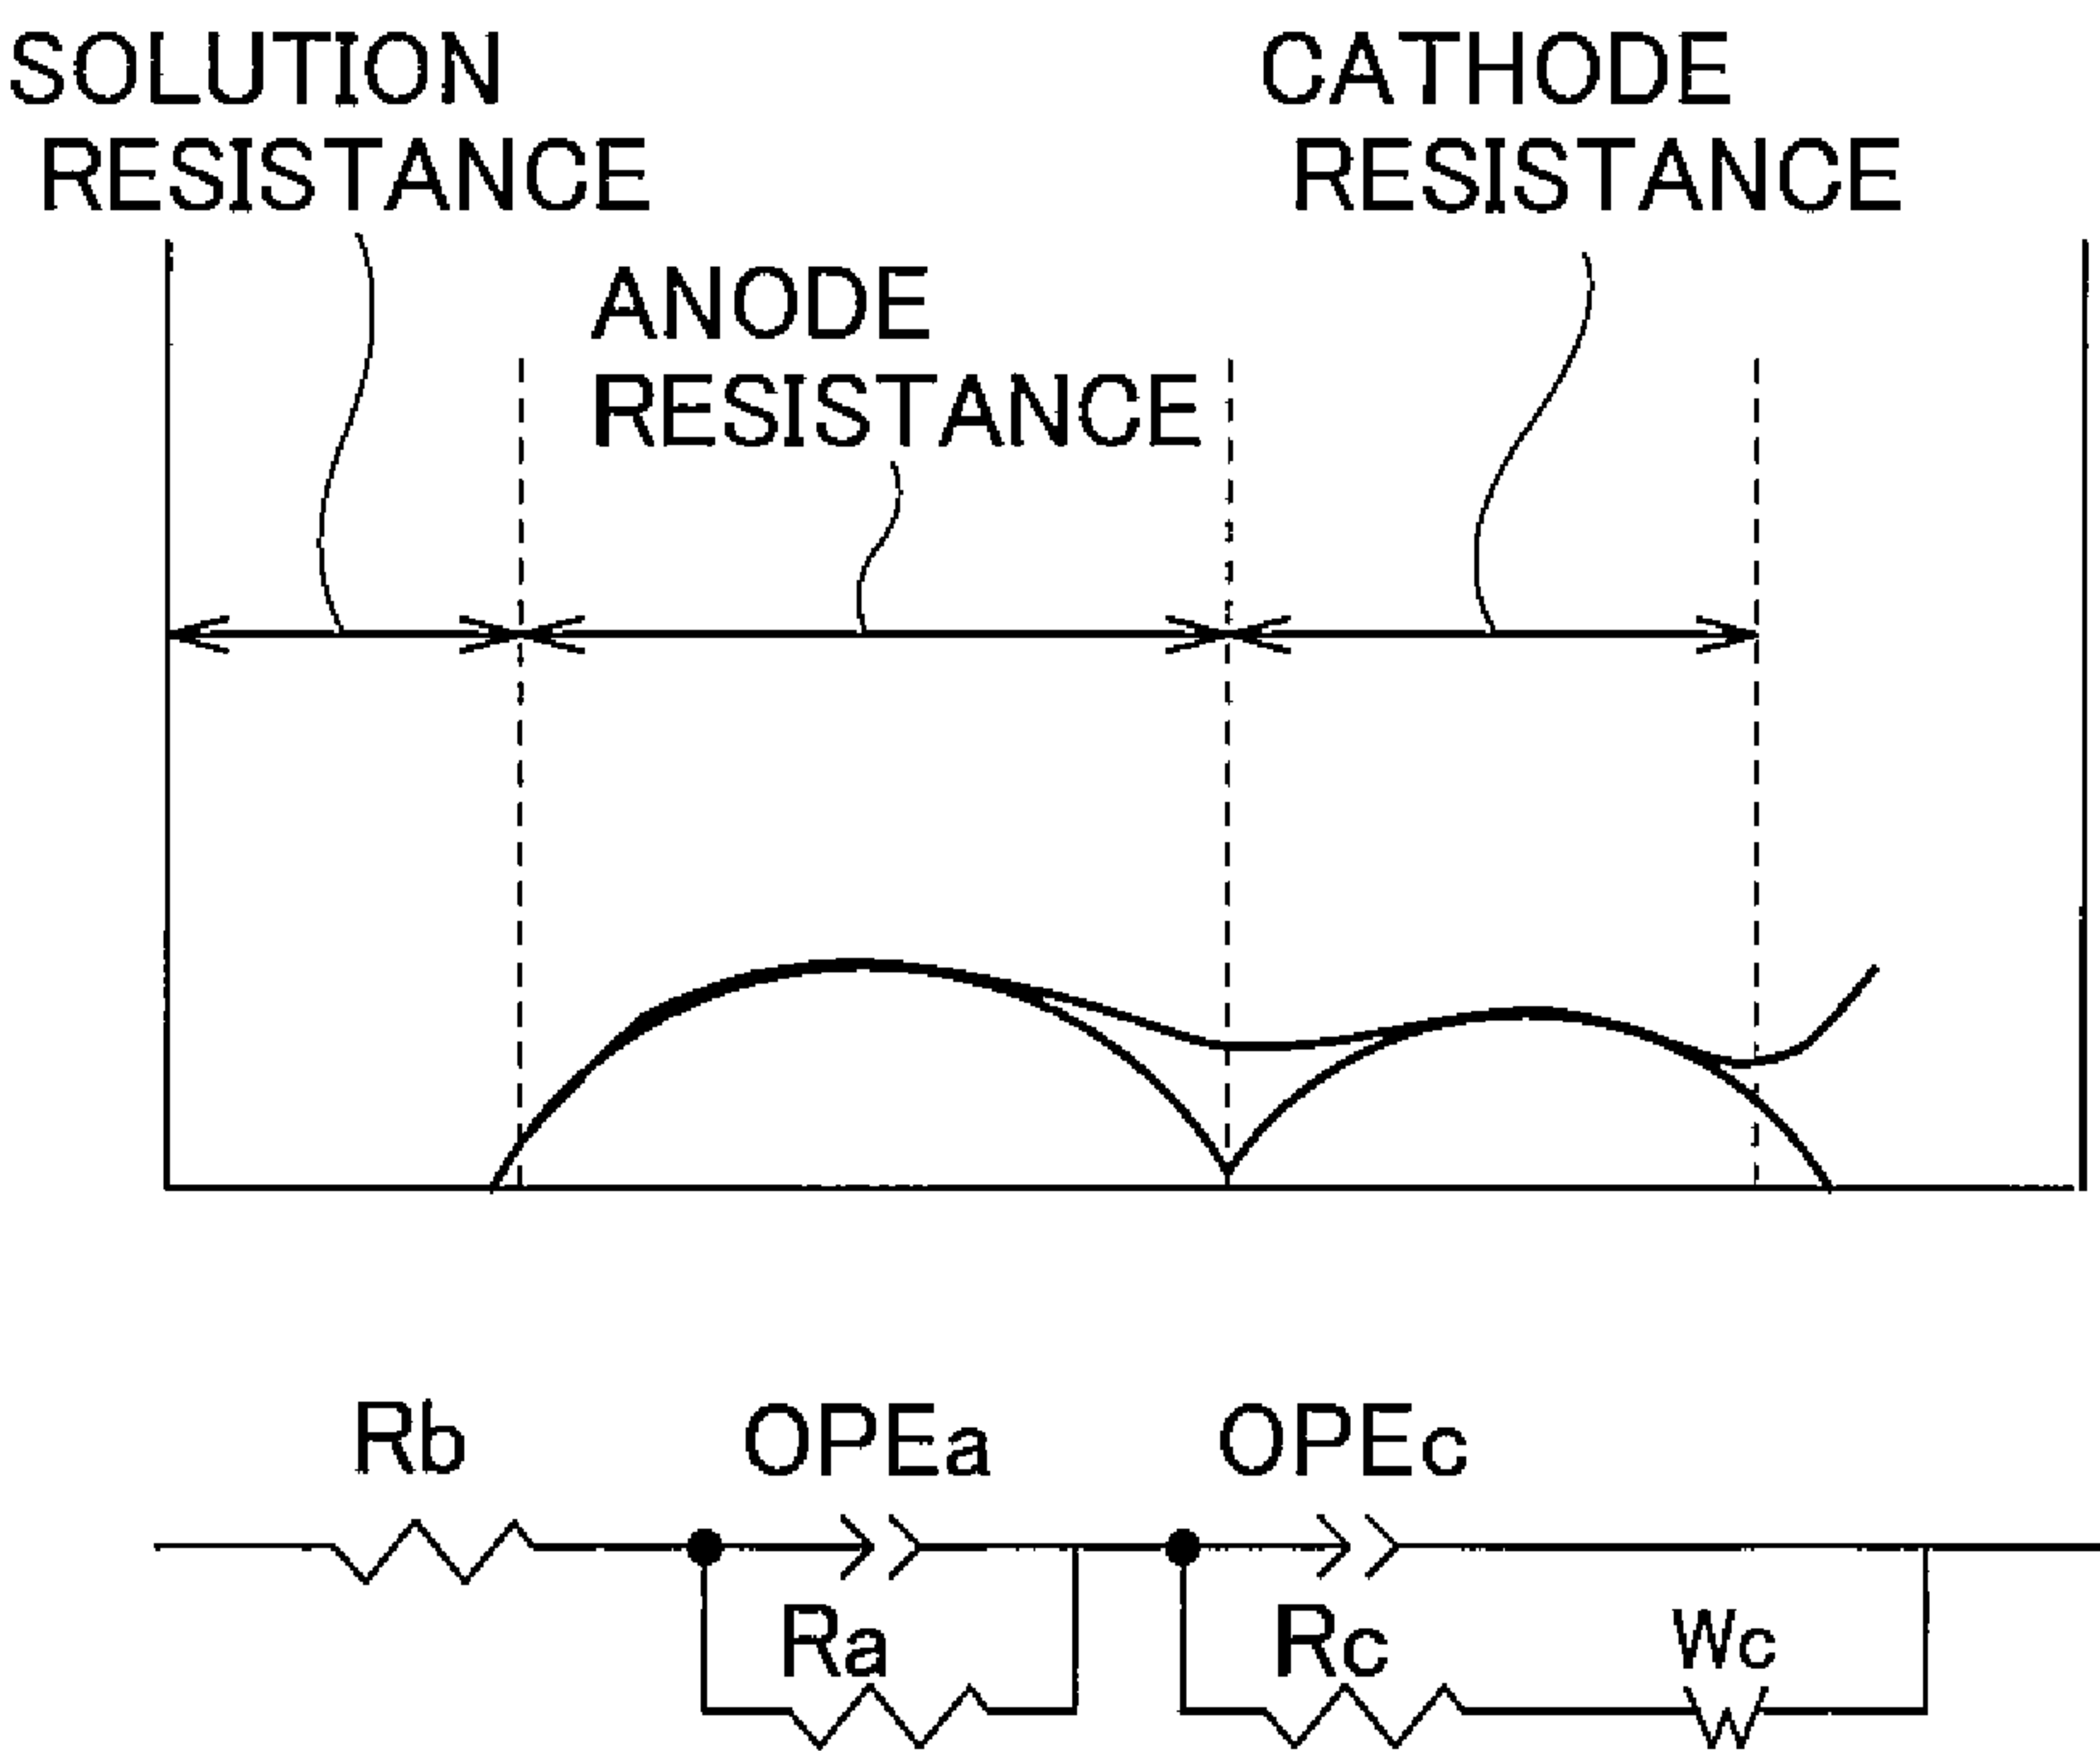 SOLUTION
RESISTANCE
CATHODE
RESISTANCE
ANODE
RESISTANCE
Rb
OPEa
OPEc
Ra
Rc
Wc